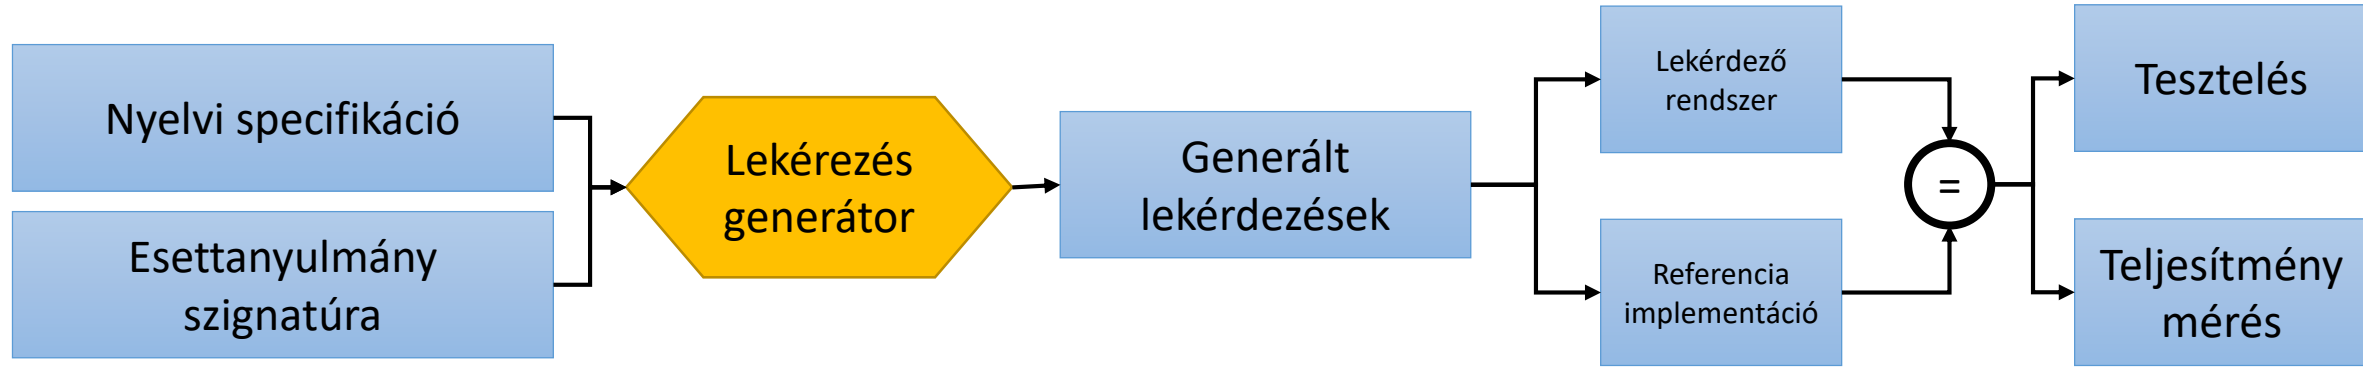 Nyelvi specifikáció
Esettanyulmány
szignatúra
Lekérezés
generátor
Generált
lekérdezések
Lekérdező
rendszer
Referencia
implementáció
=
Tesztelés
Teljesítmény
mérés